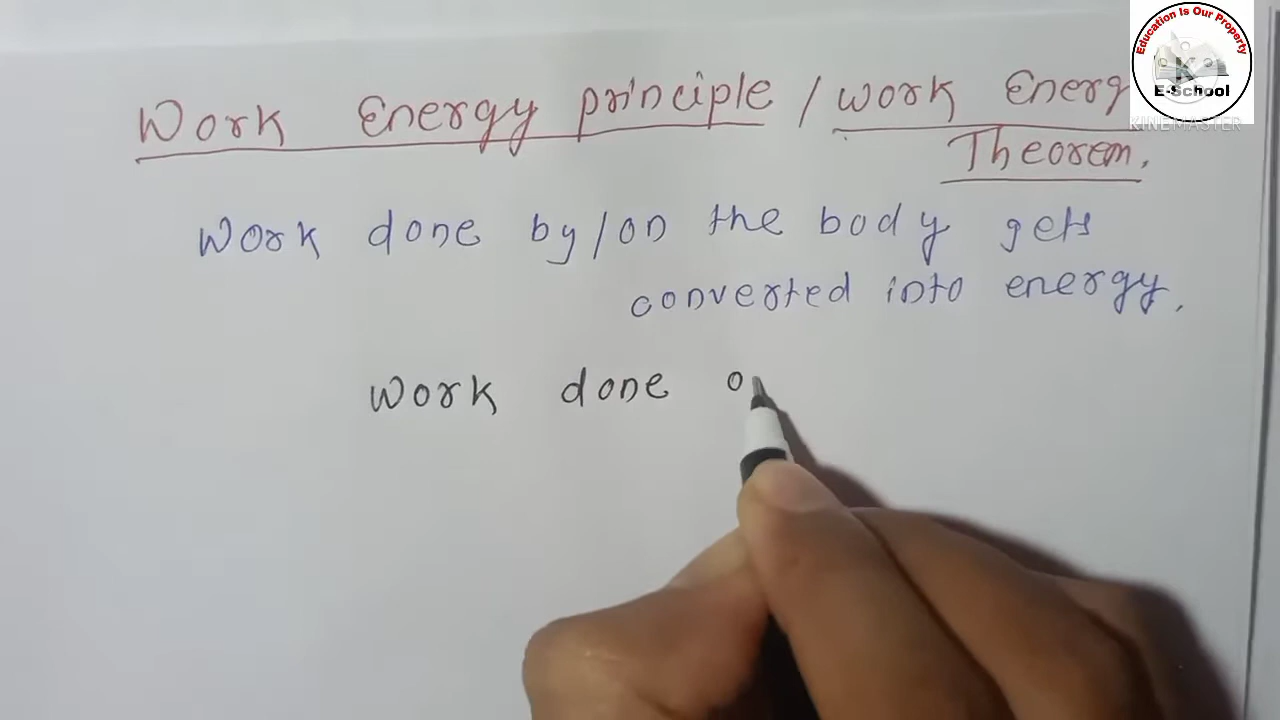 Education Is Our Property
K
E-School
KINEMASTER
Work Energy principle / Work Energ
Theorem.
Work done by/on the body gets
converted into energy.
Work done o